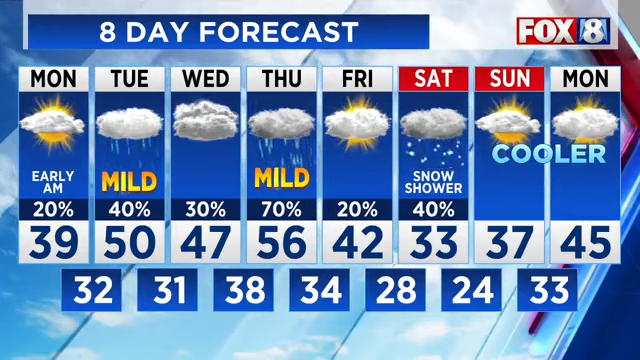 8 DAY FORECAST
FOX 8
MON TUE WED THU FRI SAT SUN MON
EARLY AM
MILD
MILD
SNOW SHOWER
COOLER
20% 40% 30% 70% 20% 40%
39 50 47 56 42 33 37 45
32 31 38 34 28 24 33